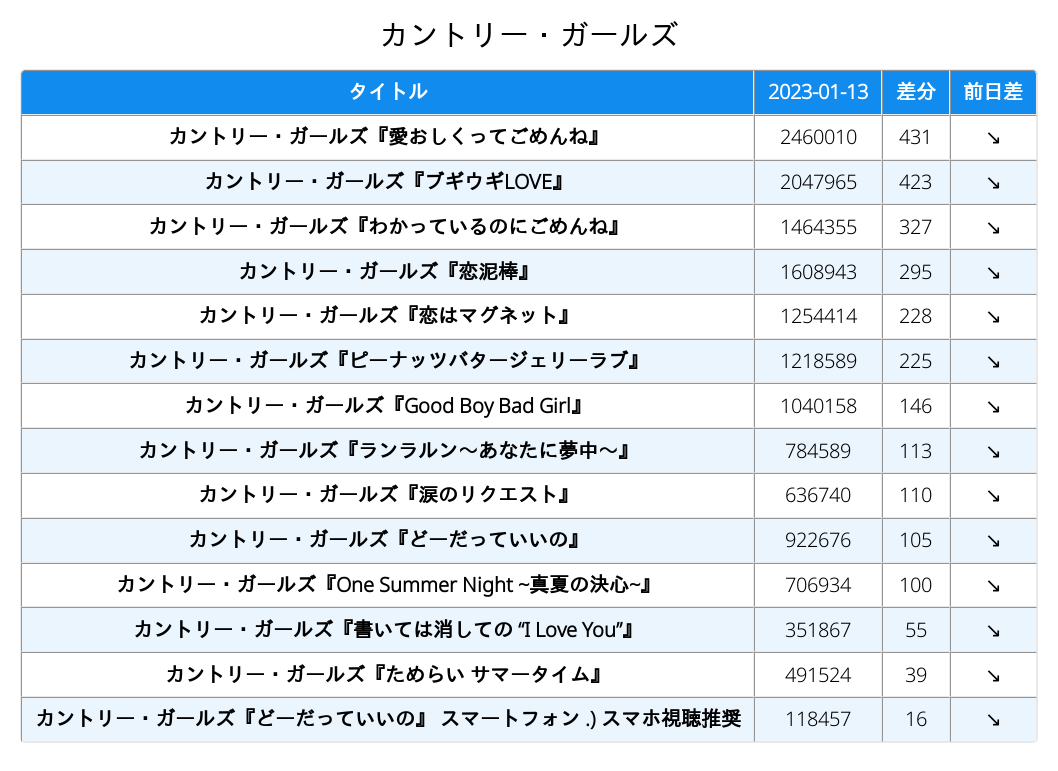 カントリー・ガールズ
タイトル 2023-01-13 差分 前日差
カントリー・ガールズ『愛おしくってごめんね』 2460010 431 ↘
カントリー・ガールズ『ブギウギLOVE』 2047965 423 ↘
カントリー・ガールズ『わかっているのにごめんね』 1464355 327 ↘
カントリー・ガールズ『恋泥棒』 1608943 295 ↘
カントリー・ガールズ『恋はマグネット』 1254414 228 ↘
カントリー・ガールズ『ピーナッツバタージェリーラブ』 1218589 225 ↘
カントリー・ガールズ『Good Boy Bad Girl』 1040158 146 ↘
カントリー・ガールズ『ランラルン～あなたに夢中～』 784589 113 ↘
カントリー・ガールズ『涙のリクエスト』 636740 110 ↘
カントリー・ガールズ『どーだっていいの』 922676 105 ↘
カントリー・ガールズ『One Summer Night ~真夏の決心~』 706934 100 ↘
カントリー・ガールズ『書いては消しての “I Love You”』 351867 55 ↘
カントリー・ガールズ『ためらい サマータイム』 491524 39 ↘
カントリー・ガールズ『どーだっていいの』 スマートフォン .) スマホ視聴推奨 118457 16 ↘